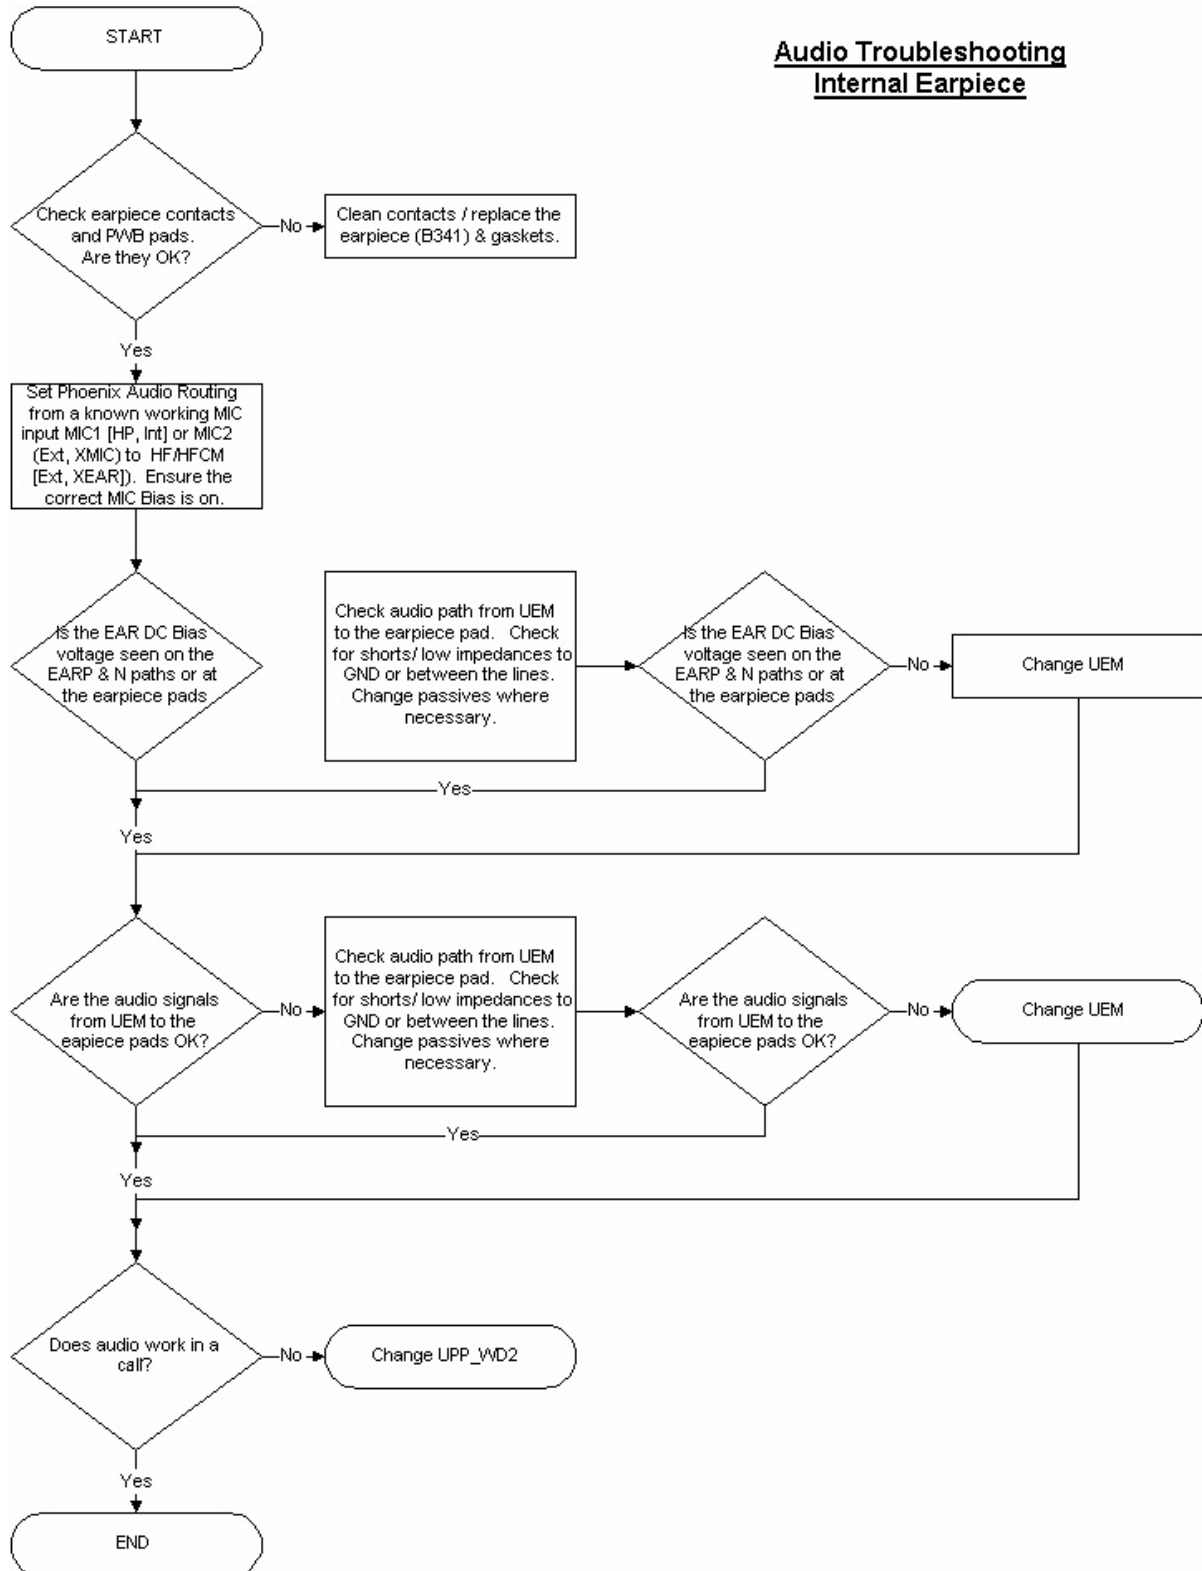 START
Audio Troubleshooting
Internal Earpiece
Check earpiece contacts
and PWB pads.
Are they OK?
No
Clean contacts / replace the
earpiece (B341) & gaskets.
Yes
Set Phoenix Audio Routing
from a known working MIC
input MIC1 [HP, Int] or MIC2
(Ext, XMIC) to HF/HFCM
[Ext, XEAR]). Ensure the
correct MIC Bias is on.
Is the EAR DC Bias
voltage seen on the
EARP & N paths or at
the earpiece pads
Check audio path from UEM
to the earpiece pad. Check
for shorts/ low impedances to
GND or between the lines.
Change passives where
necessary.
Is the EAR DC Bias
voltage seen on the
EARP & N paths or at
the earpiece pads
No
Change UEM
Yes
Yes
Are the audio signals
from UEM to the
eapiece pads OK?
No
Check audio path from UEM
to the earpiece pad. Check
for shorts/ low impedances to
GND or between the lines.
Change passives where
necessary.
Are the audio signals
from UEM to the
eapiece pads OK?
No
Change UEM
Yes
Yes
Does audio work in a
call?
No
Change UPP_WD2
Yes
END